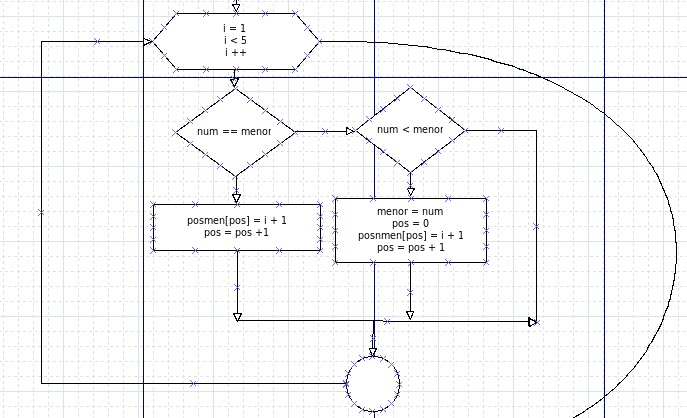 i = 1
i < 5
i ++
num == menor
num < menor
posmen[pos] = i + 1
pos = pos +1
menor = num
pos = 0
posnmen[pos] = i + 1
pos = pos + 1